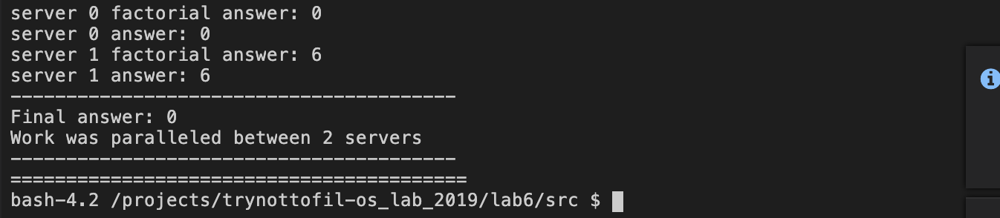 server 0 factorial answer: 0
server 0 answer: 0
server 1 factorial answer: 6
server 1 answer: 6
----------------------------------------
Final answer: 0
Work was paralleled between 2 servers
----------------------------------------
=========================================
bash-4.2 /projects/trynottofil-os_lab_2019/lab6/src $